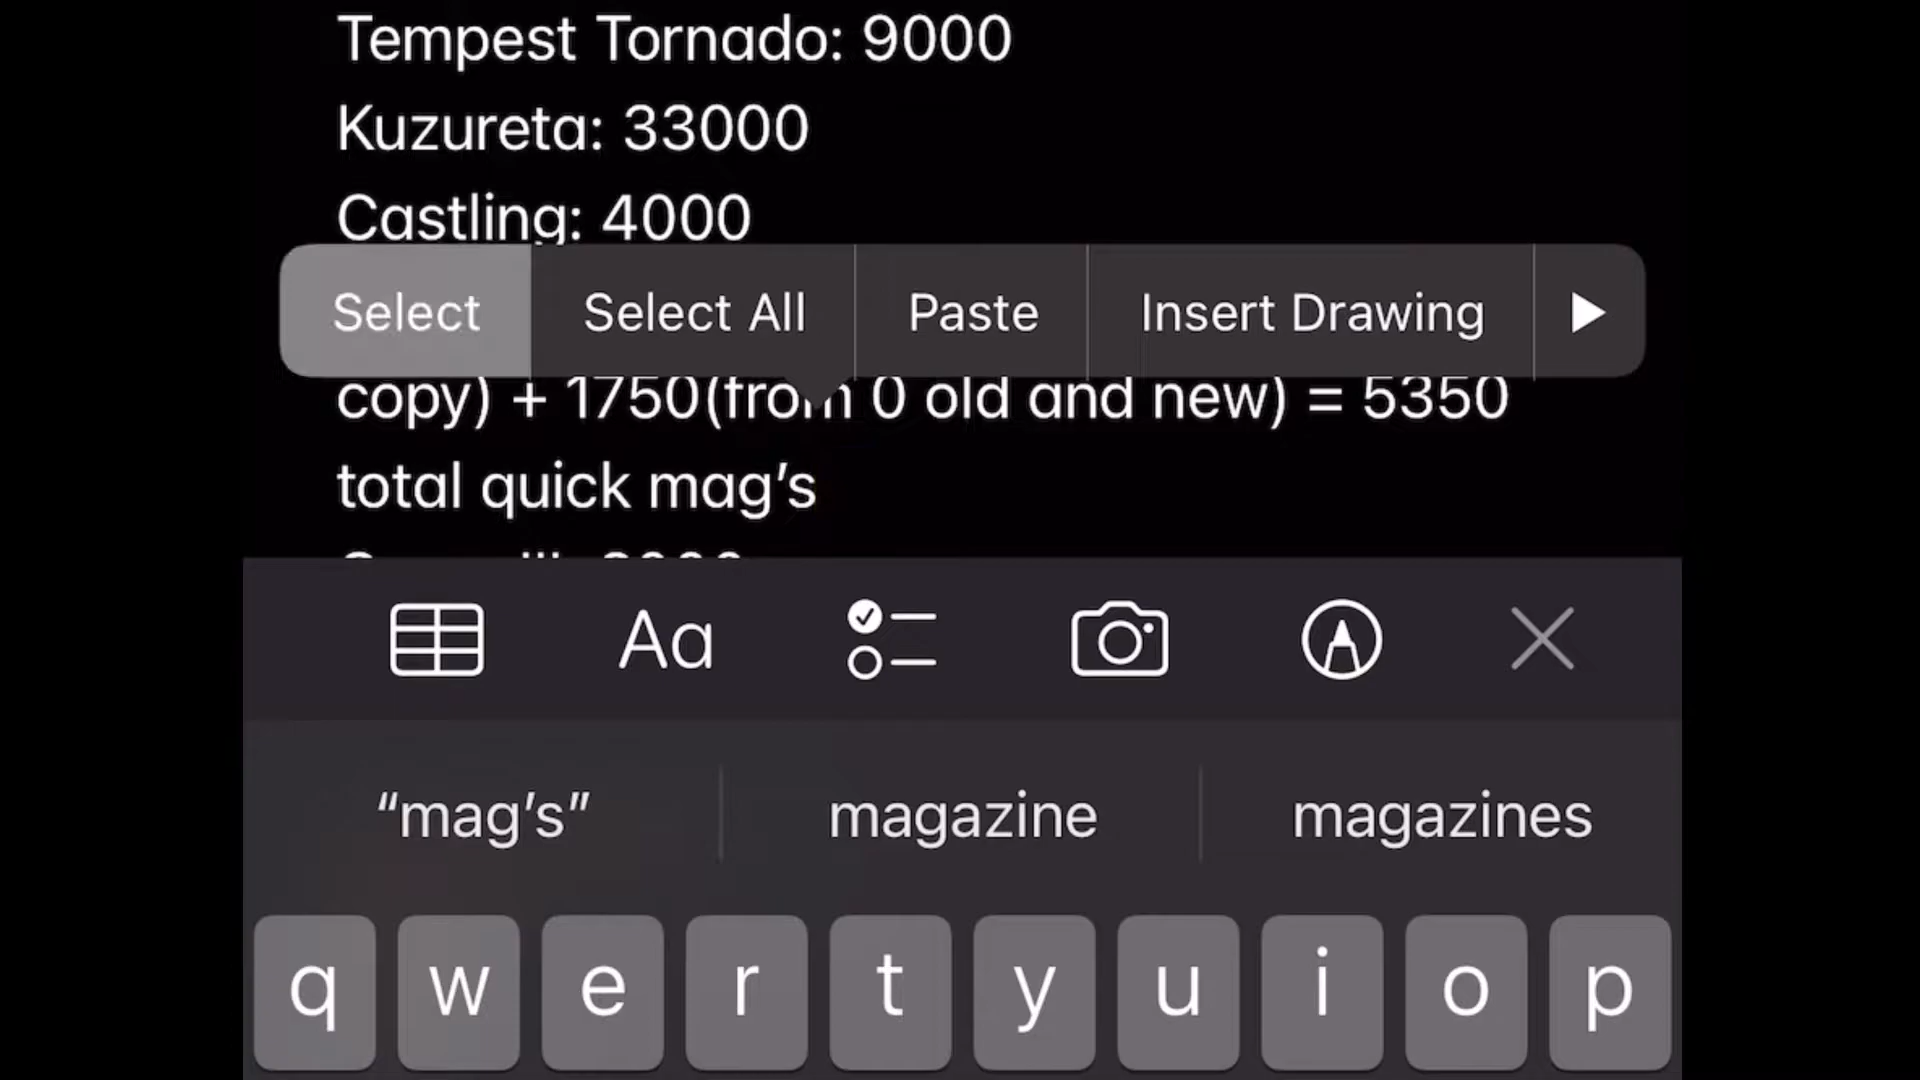 Tempest Tornado: 9000
Kuzureta: 33000
Castling: 4000
Select Select All Paste Insert Drawing
copy) + 1750(from 0 old and new) = 5350
total quick mag’s
Aa
“mag’s” magazine magazines
q w e r t y u i o p